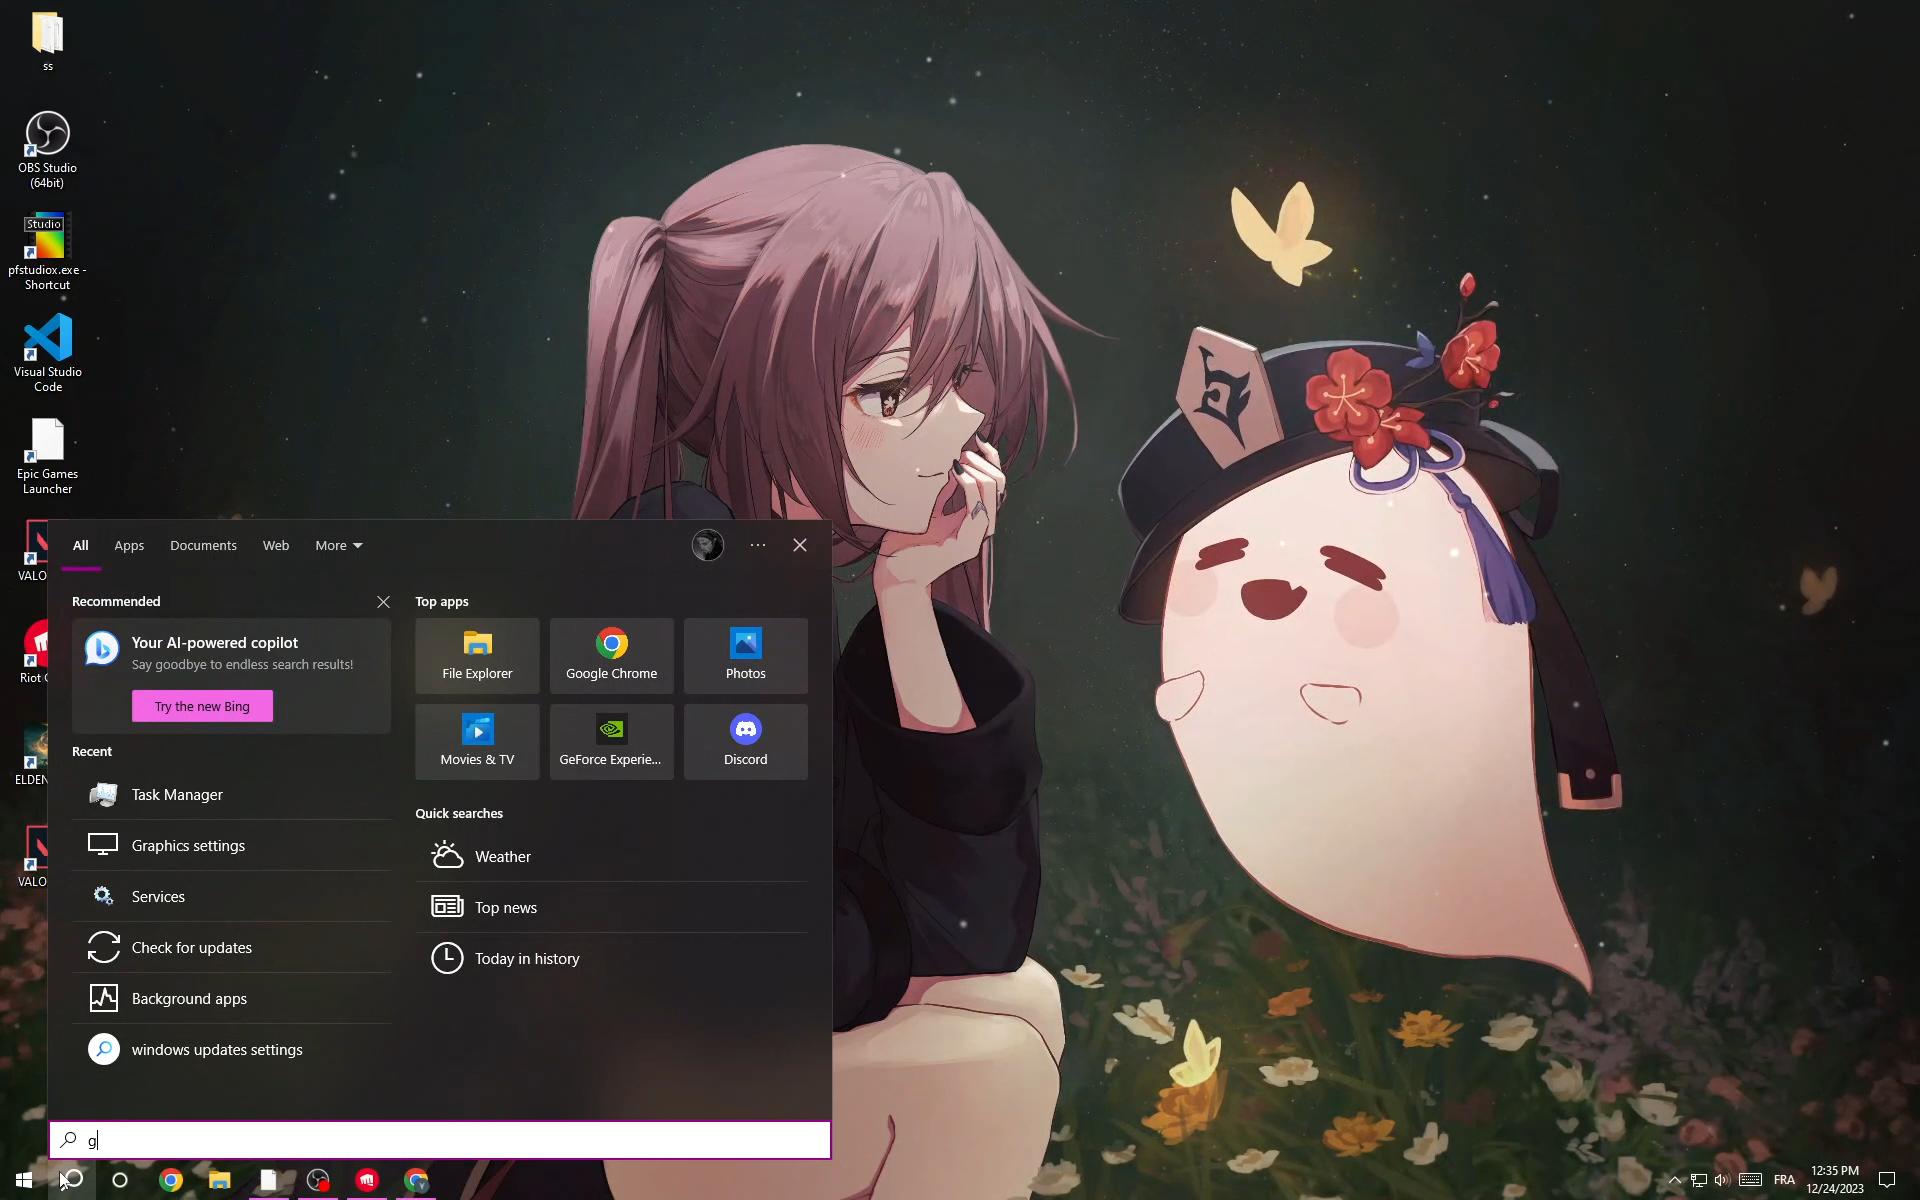 ss
OBS Studio
(64bit)
Studio
pfstudiox.exe -
Shortcut
Visual Studio
Code
Epic Games
Launcher
VALO
Riot
ELDEN
VALO
All
Apps
Documents
Web
More
Recommended
Your AI-powered copilot
Say goodbye to endless search results!
Try the new Bing
Recent
Task Manager
Graphics settings
Services
Check for updates
Background apps
windows updates settings
Top apps
File Explorer
Google Chrome
Photos
Movies & TV
GeForce Experie...
Discord
Quick searches
Weather
Top news
Today in history
g
FRA
12:35 PM
12/24/2023